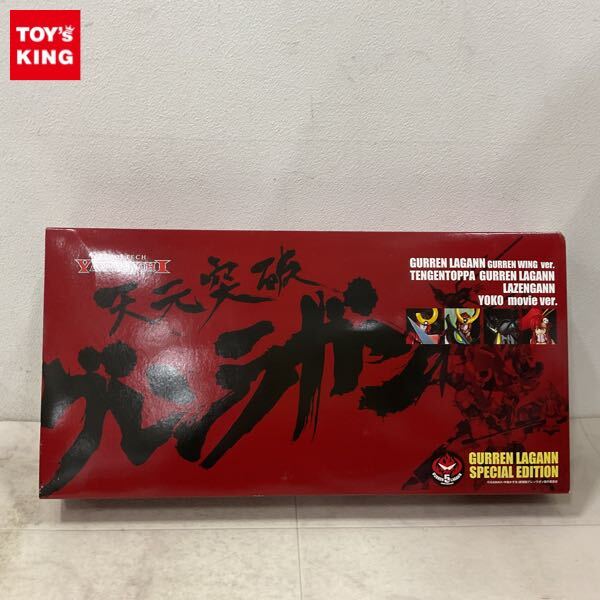 TOY's
KING
GURREN LAGANN GURREN WING ver.
TENGENTOPPA GURREN LAGANN
LAZENGANN
YOKO movie ver.
天元突破
グレンラガン
5
GURREN LAGANN
SPECIAL EDITION